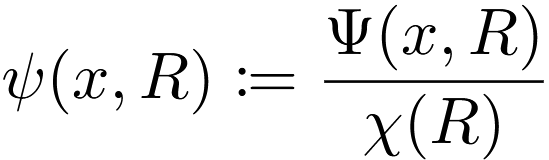 ψ(x, R) := Ψ(x, R) / χ(R)